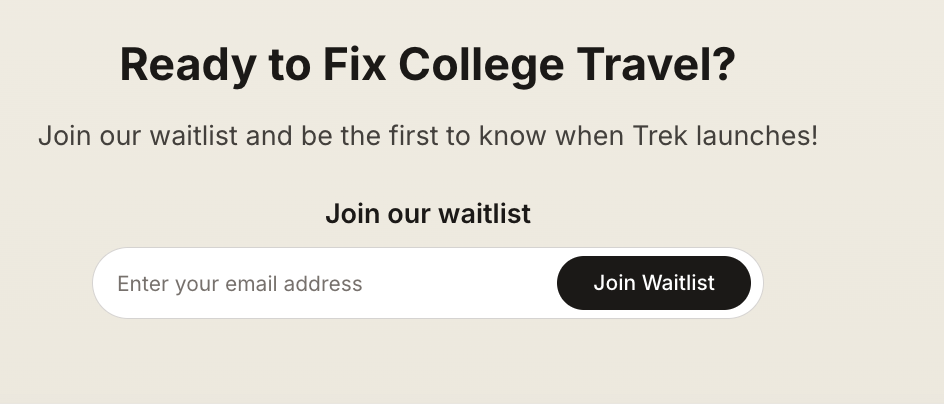 Ready to Fix College Travel?
Join our waitlist and be the first to know when Trek launches!
Join our waitlist
Enter your email address
Join Waitlist